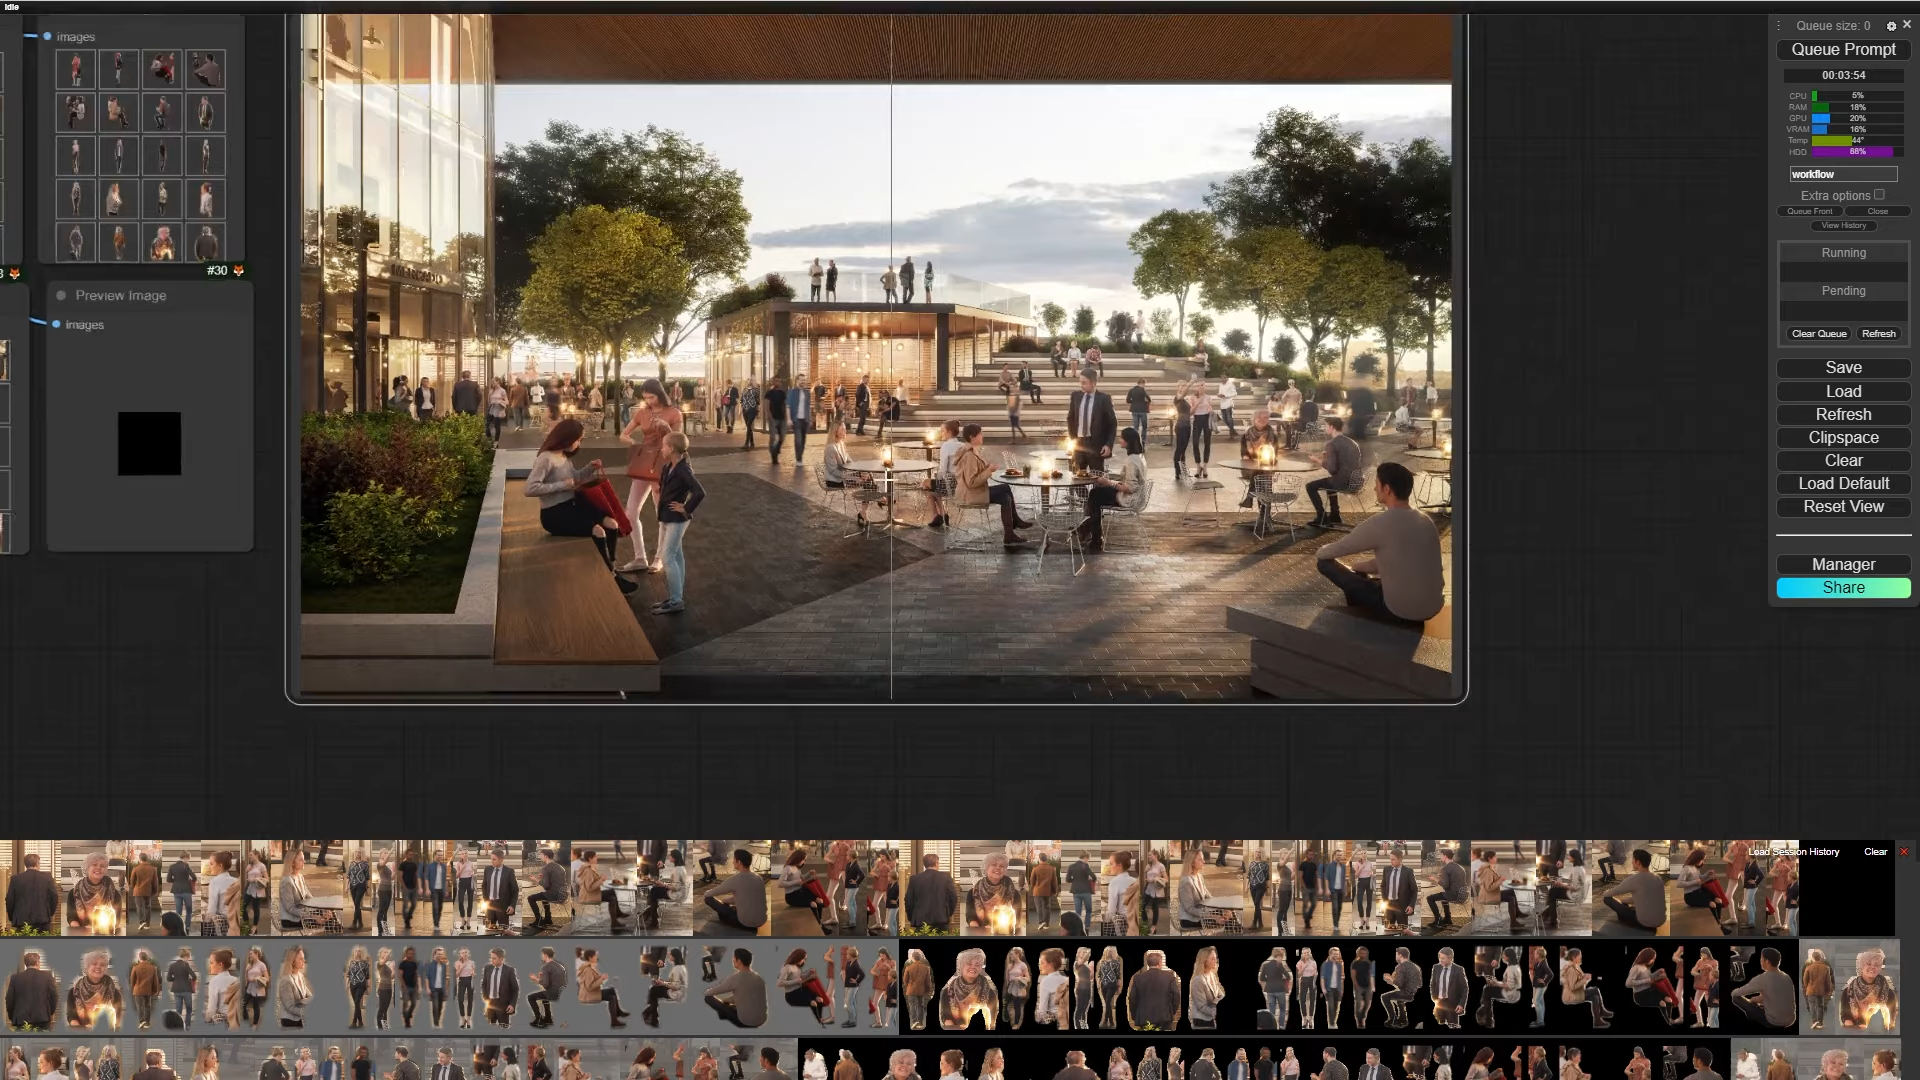 Idle
images
#30
Preview Image
images
MERCADO
Queue size: 0
Queue Prompt
00:03:54
CPU 5%
RAM 18%
GPU 20%
VRAM 16%
Temp 44°
HDD 88%
workflow
Extra options
Queue Front Close
View History
Running
Pending
Clear Queue Refresh
Save
Load
Refresh
Clipspace
Clear
Load Default
Reset View
Manager
Share
Load Session History Clear